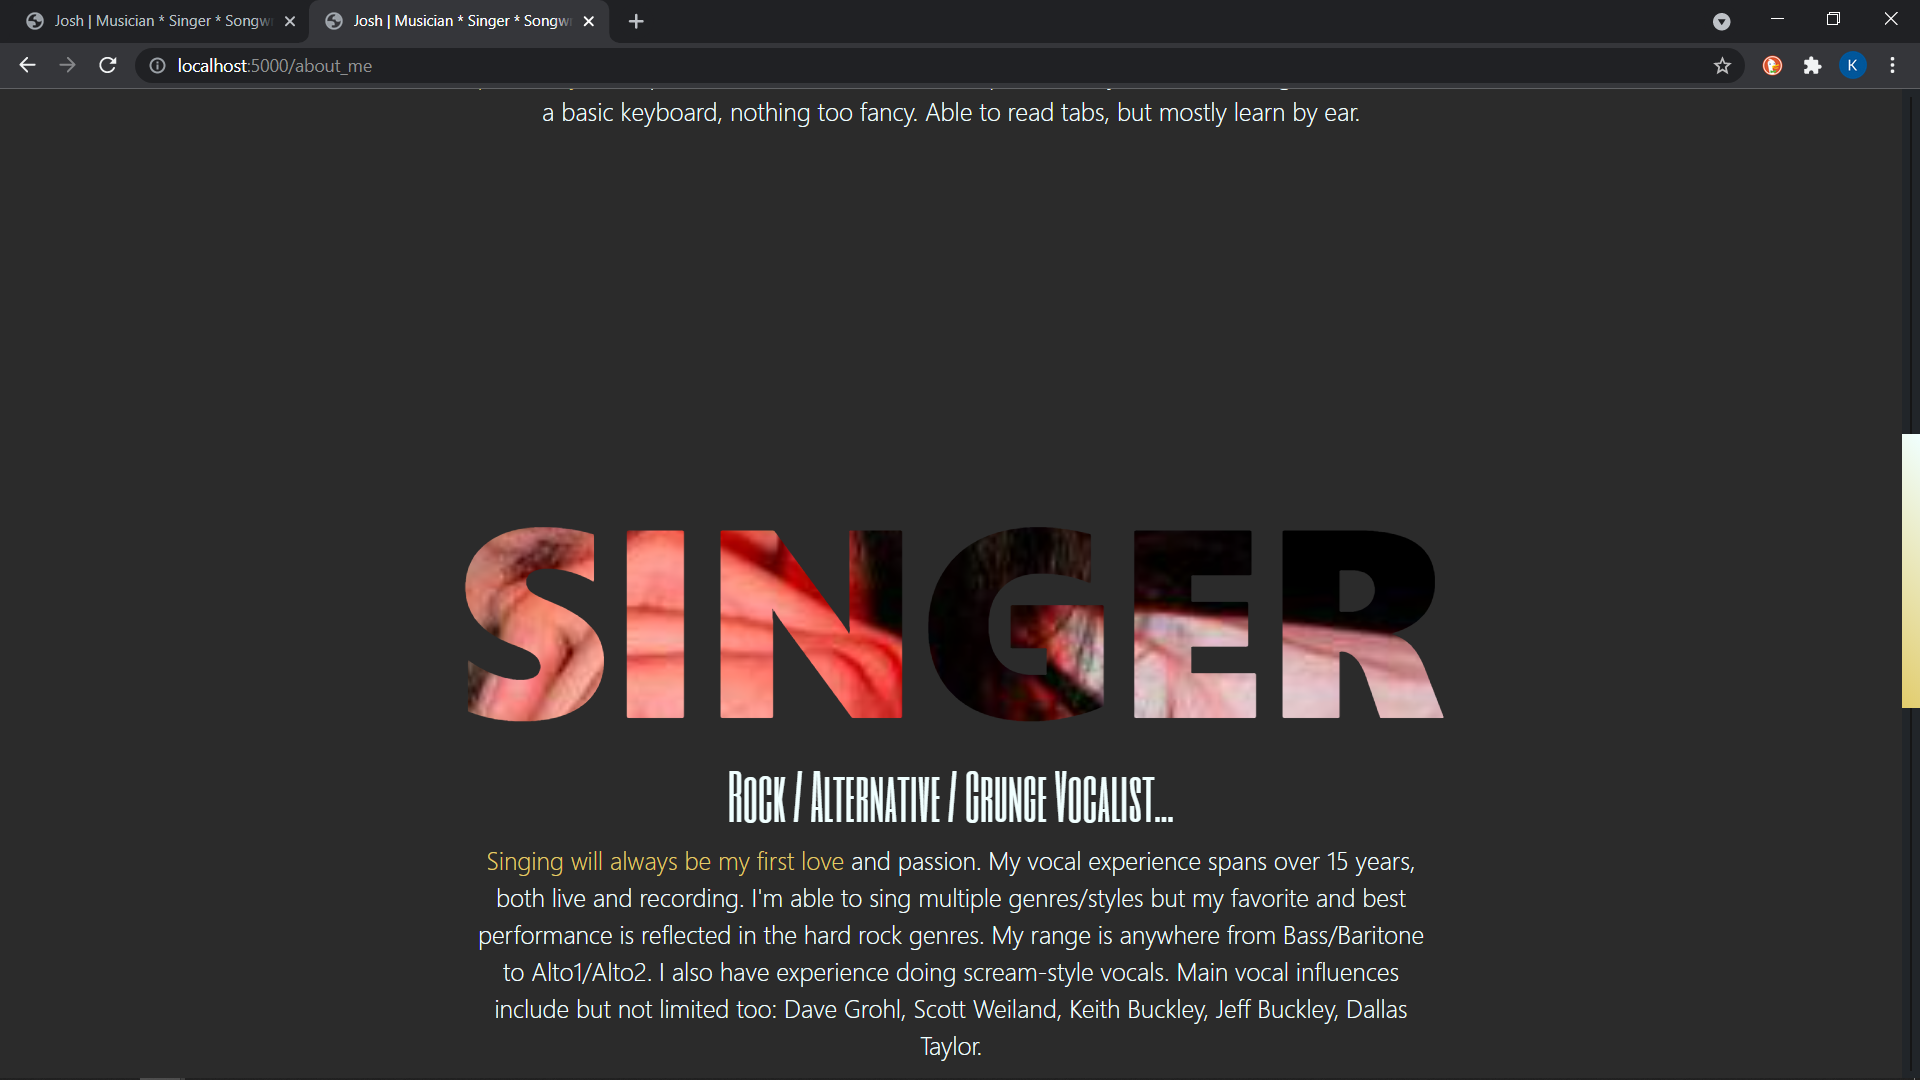 Josh | Musician * Singer * Songw
Josh | Musician * Singer * Songw
localhost:5000/about_me
K
a basic keyboard, nothing too fancy. Able to read tabs, but mostly learn by ear.
SINGER
Rock / Alternative / Grunge Vocalist...
Singing will always be my first love and passion. My vocal experience spans over 15 years,
both live and recording. I'm able to sing multiple genres/styles but my favorite and best
performance is reflected in the hard rock genres. My range is anywhere from Bass/Baritone
to Alto1/Alto2. I also have experience doing scream-style vocals. Main vocal influences
include but not limited too: Dave Grohl, Scott Weiland, Keith Buckley, Jeff Buckley, Dallas
Taylor.